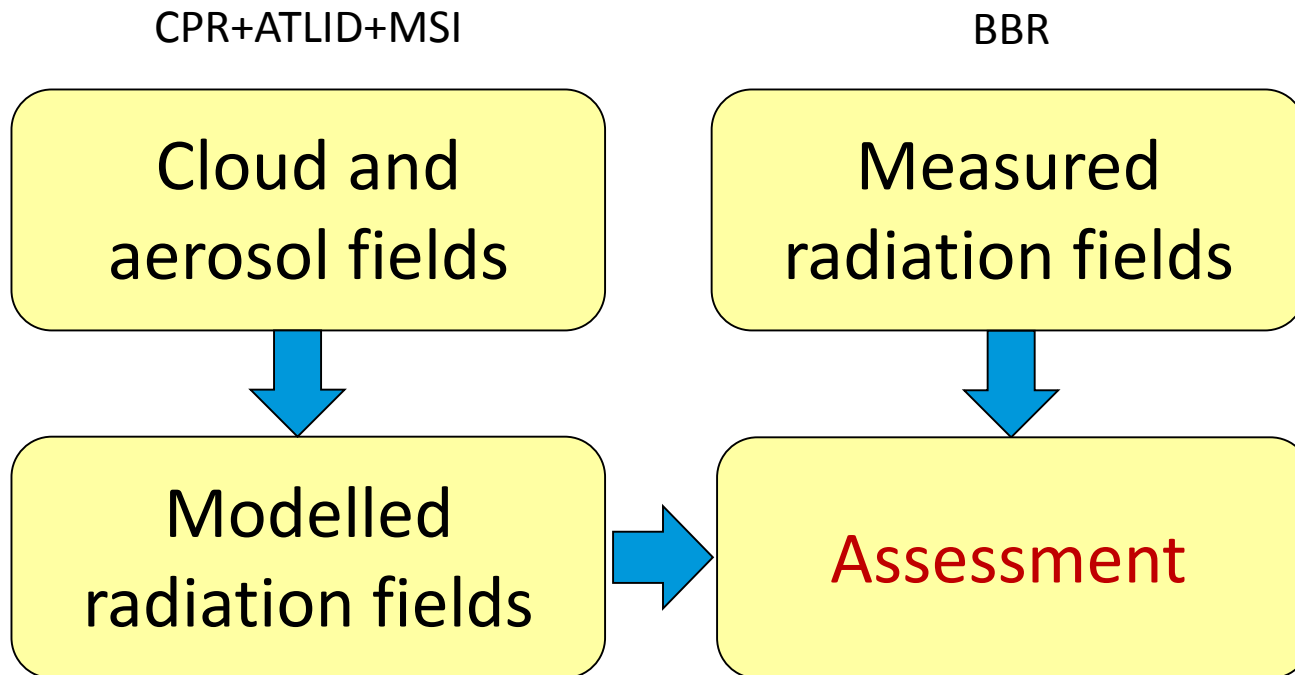 CPR+ATLID+MSI
BBR
Cloud and
aerosol fields
Measured
radiation fields
Modelled
radiation fields
Assessment